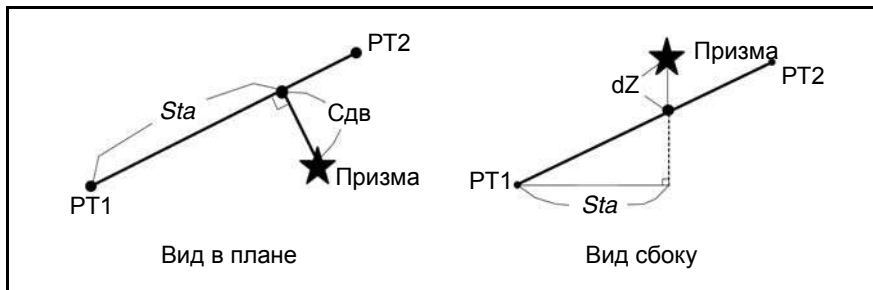 PT2
Sta
Сдв
Призма
PT1
Вид в плане
Призма
dZ
PT2
PT1
Sta
Вид сбоку